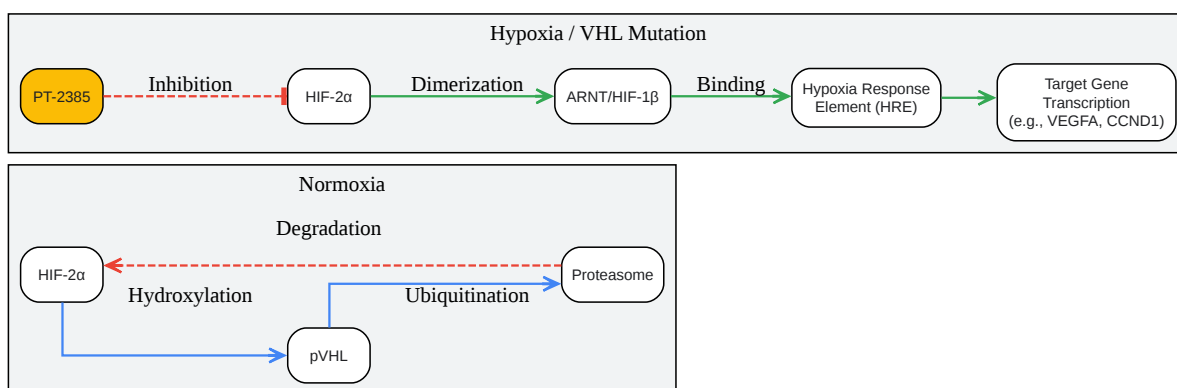 Hypoxia / VHL Mutation
PT-2385
Inhibition
HIF-2α
Dimerization
ARNT/HIF-1β
Binding
Hypoxia Response
Element (HRE)
Target Gene
Transcription
(e.g., VEGFA, CCND1)
Normoxia
Degradation
HIF-2α
Proteasome
Hydroxylation
Ubiquitination
pVHL